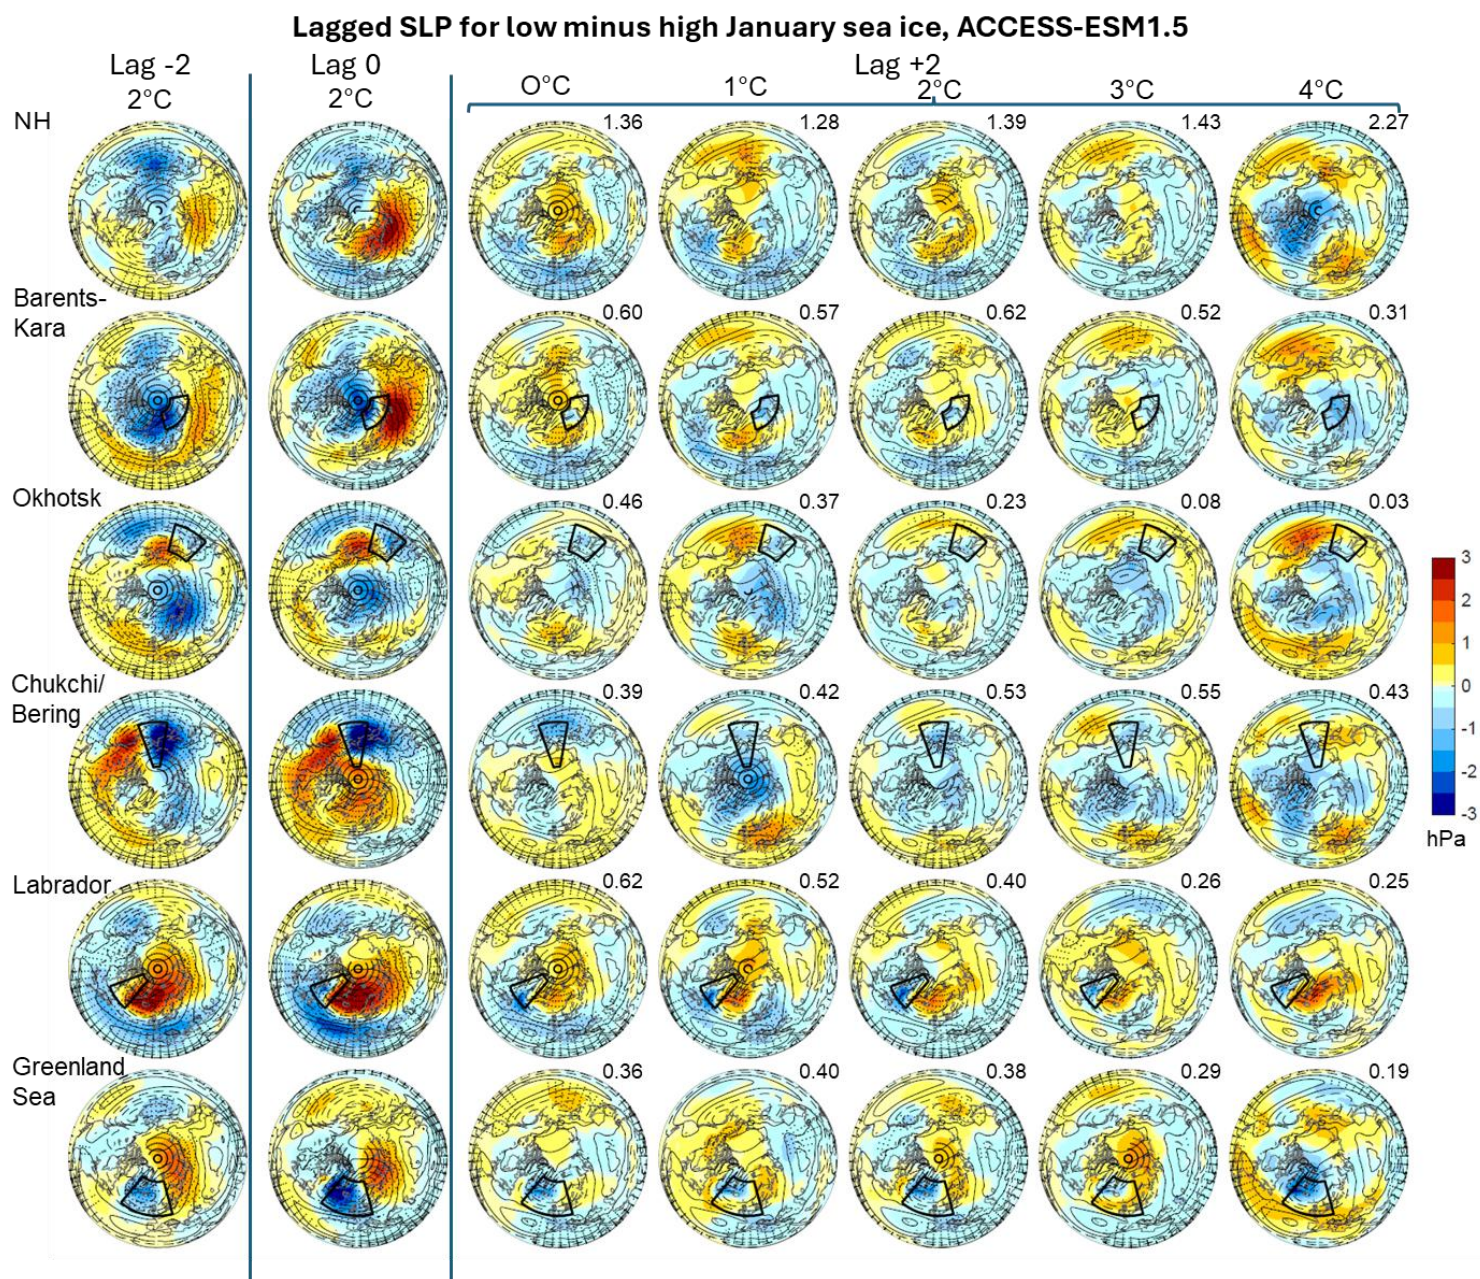 Lagged SLP for low minus high January sea ice, ACCESS-ESM1.5
Lag -2
Lag 0
Lag +2
2°C
2°C
O°C
1°C
2°C
3°C
4°C
NH
1.36
1.28
1.39
1.43
2.27
Barents-
Kara
0.60
0.57
0.62
0.52
0.31
Okhotsk
0.46
0.37
0.23
0.08
0.03
Chukchi/
Bering
0.39
0.42
0.53
0.55
0.43
Labrador
0.62
0.52
0.40
0.26
0.25
Greenland
Sea
0.36
0.40
0.38
0.29
0.19
3
2
1
0
-1
-2
-3
hPa